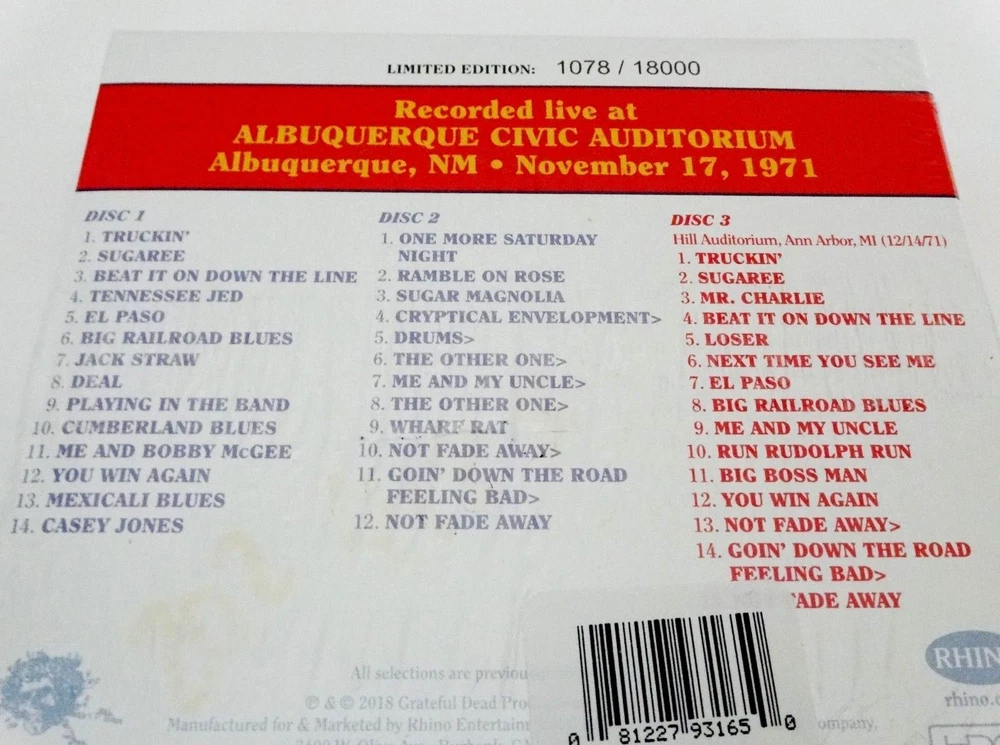 LIMITED EDITION: 1078 / 18000
Recorded live at
ALBUQUERQUE CIVIC AUDITORIUM
Albuquerque, NM • November 17, 1971
DISC 1
1. TRUCKIN'
2. SUGAREE
3. BEAT IT ON DOWN THE LINE
4. TENNESSEE JED
5. EL PASO
6. BIG RAILROAD BLUES
7. JACK STRAW
8. DEAL
9. PLAYING IN THE BAND
10. CUMBERLAND BLUES
11. ME AND BOBBY McGEE
12. YOU WIN AGAIN
13. MEXICALI BLUES
14. CASEY JONES
DISC 2
1. ONE MORE SATURDAY
NIGHT
2. RAMBLE ON ROSE
3. SUGAR MAGNOLIA
4. CRYPTICAL ENVELOPMENT>
5. DRUMS>
6. THE OTHER ONE>
7. ME AND MY UNCLE>
8. THE OTHER ONE>
9. WHARF RAT
10. NOT FADE AWAY>
11. GOIN' DOWN THE ROAD
FEELING BAD>
12. NOT FADE AWAY
DISC 3
Hill Auditorium, Ann Arbor, MI (12/14/71)
1. TRUCKIN'
2. SUGAREE
3. MR. CHARLIE
4. BEAT IT ON DOWN THE LINE
5. LOSER
6. NEXT TIME YOU SEE ME
7. EL PASO
8. BIG RAILROAD BLUES
9. ME AND MY UNCLE
10. RUN RUDOLPH RUN
11. BIG BOSS MAN
12. YOU WIN AGAIN
13. NOT FADE AWAY>
14. GOIN' DOWN THE ROAD
FEELING BAD>
ADE AWAY
All selections are previou
℗ & © 2018 Grateful Dead Pro
Manufactured for & Marketed by Rhino Entertainm
ompany,
RHIN
rhino.c
0 81227 93165 0